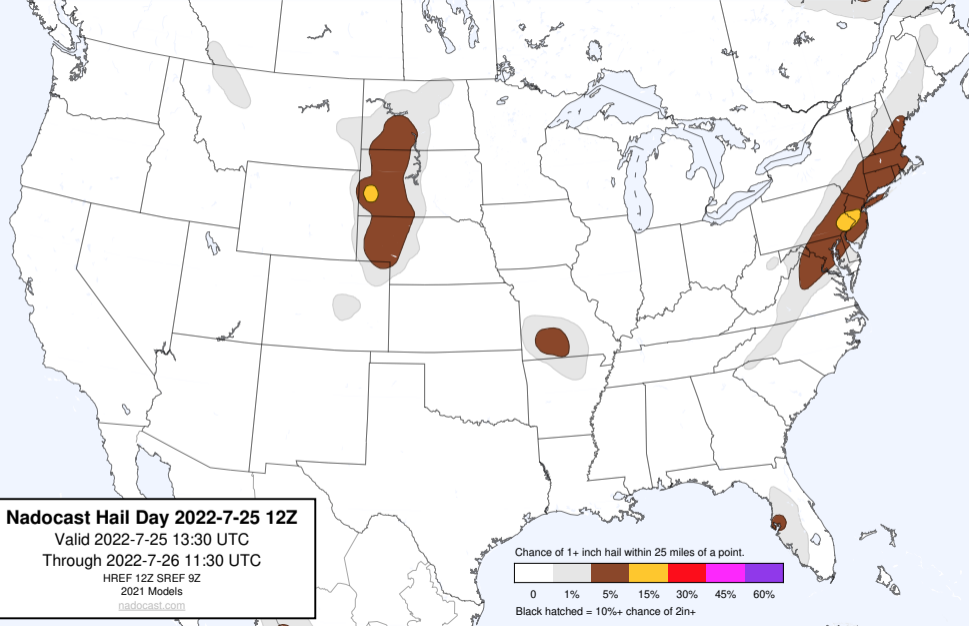 Nadocast Hail Day 2022-7-25 12Z
Valid 2022-7-25 13:30 UTC
Through 2022-7-26 11:30 UTC
HREF 12Z SREF 9Z
2021 Models
nadocast.com
Chance of 1+ inch hail within 25 miles of a point.
0 1% 5% 15% 30% 45% 60%
Black hatched = 10%+ chance of 2in+